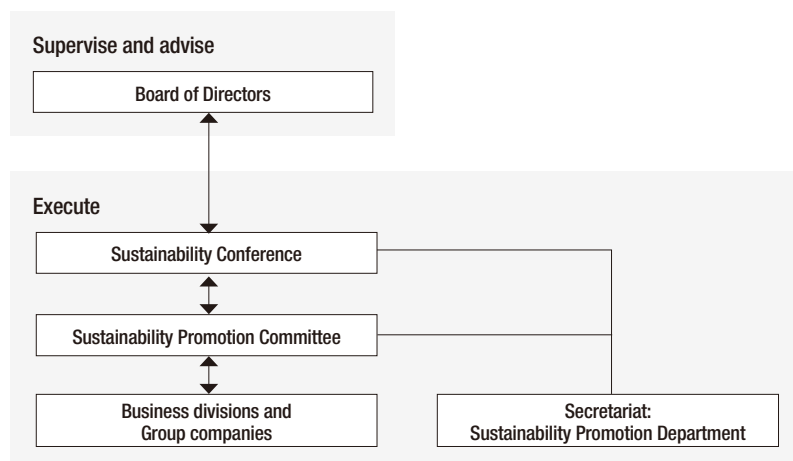 Supervise and advise
Board of Directors
Execute
Sustainability Conference
Sustainability Promotion Committee
Business divisions and
Group companies
Secretariat:
Sustainability Promotion Department